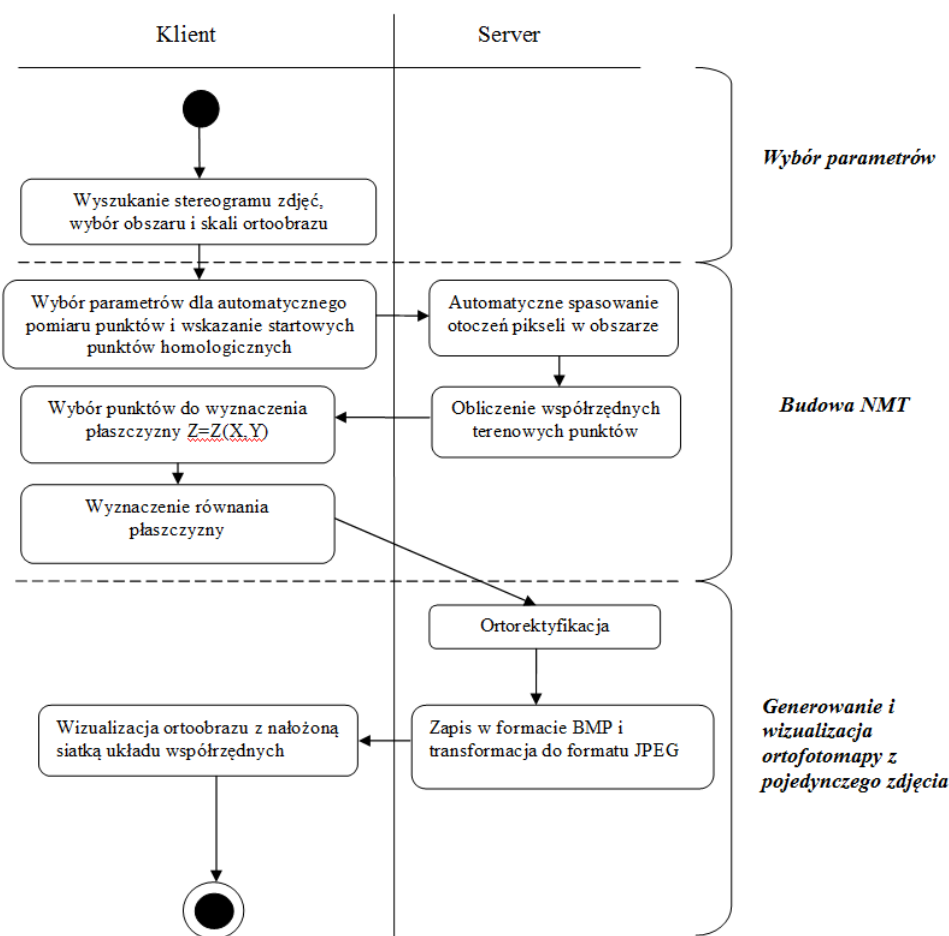 Klient
Server
Wybór parametrów
Wyszukanie stereogramu zdjęć,
wybór obszaru i skali ortoobrazu
Wybór parametrów dla automatycznego
pomiaru punktów i wskazanie startowych
punktów homologicznych
Automatyczne spasowanie
otoczeń pikseli w obszarze
Wybór punktów do wyznaczenia
płaszczyzny Z=Z(X,Y)
Obliczenie współrzędnych
terenowych punktów
Budowa NMT
Wyznaczenie równania
płaszczyzny
Ortorektyfikacja
Wizualizacja ortoobrazu z nałożoną
siatką układu współrzędnych
Zapis w formacie BMP i
transformacja do formatu JPEG
Generowanie i
wizualizacja
ortofotomapy z
pojedynczego zdjęcia